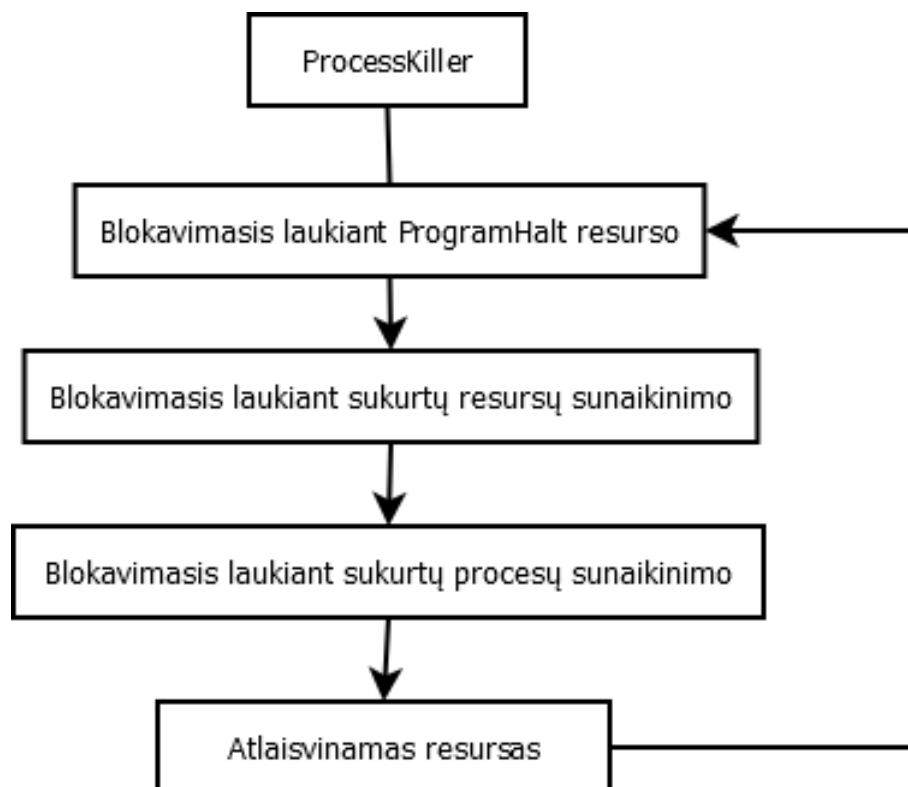 ProcessKiller
Blokavimasis laukiant ProgramHalt resurso
Blokavimasis laukiant sukurtų resursų sunaikinimo
Blokavimasis laukiant sukurtų procesų sunaikinimo
Atlaisvinamas resursas